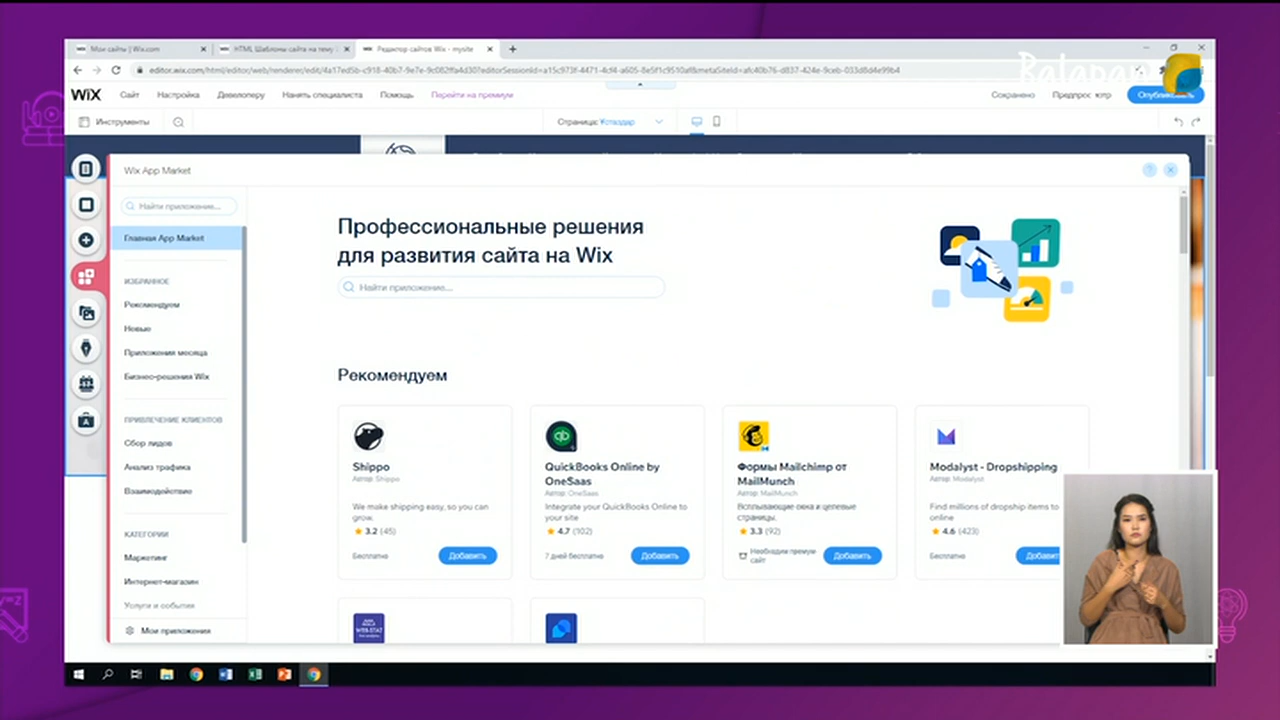 Мои сайты | Wix.com
HTML Шаблоны сайта на тему
Редактор сайтов Wix - mysite
Balapan
WIX
Сайт
Настройка
Девелоперу
Нанять специалиста
Помощь
Перейти на премиум
Сохранено
Инструменты
Страница: Ұстаздар
Wix App Market
Найти приложение...
Главная App Market
ИЗБРАННОЕ
Рекомендуем
Новые
Приложения месяца
Бизнес-решения Wix
ПРИВЛЕЧЕНИЕ КЛИЕНТОВ
Сбор лидов
Анализ трафика
Взаимодействие
КАТЕГОРИИ
Маркетинг
Интернет-магазин
Услуги и события
Мои приложения
Профессиональные решения
для развития сайта на Wix
Найти приложение...
Рекомендуем
Shippo
Автор: Shippo
We make shipping easy, so you can
grow.
3.2 (45)
Бесплатно
Добавить
QuickBooks Online by
OneSaas
Автор: OneSaas
Integrate your QuickBooks Online to
your site
4.7 (102)
7 дней бесплатно
Добавить
Формы Mailchimp от
MailMunch
Автор: MailMunch
Всплывающие окна и целевые
страницы.
3.3 (92)
Необходим премиум
сайт
Добавить
Modalyst - Dropshipping
Автор: Modalyst
Find millions of dropship items to
online
4.6 (423)
Бесплатно
WEB-STAT